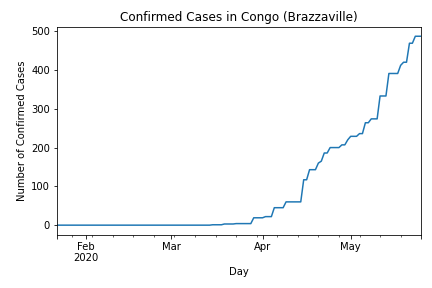 Confirmed Cases in Congo (Brazzaville)
500
400
300
200
100
0
Number of Confirmed Cases
Feb Mar Apr May
2020
Day